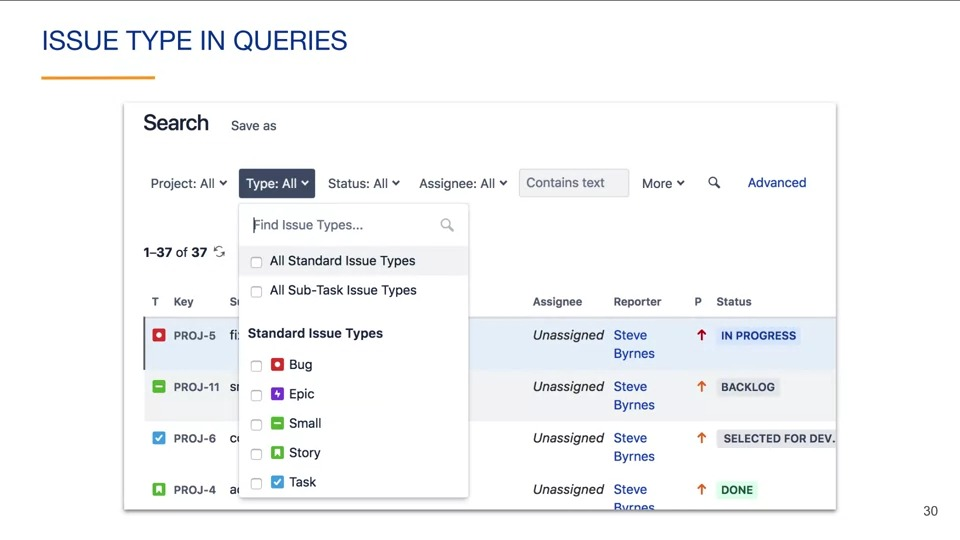 ISSUE TYPE IN QUERIES
Search Save as
Project: All Type: All Status: All Assignee: All Contains text More Advanced
Find Issue Types...
1–37 of 37
All Standard Issue Types
All Sub-Task Issue Types
T Key Su Assignee Reporter P Status
Standard Issue Types
PROJ-5 fi Unassigned Steve Byrnes IN PROGRESS
Bug
PROJ-11 sr Unassigned Steve Byrnes BACKLOG
Epic
Small
PROJ-6 co Unassigned Steve Byrnes SELECTED FOR DEV.
Story
Task
PROJ-4 ac Unassigned Steve Byrnes DONE
30